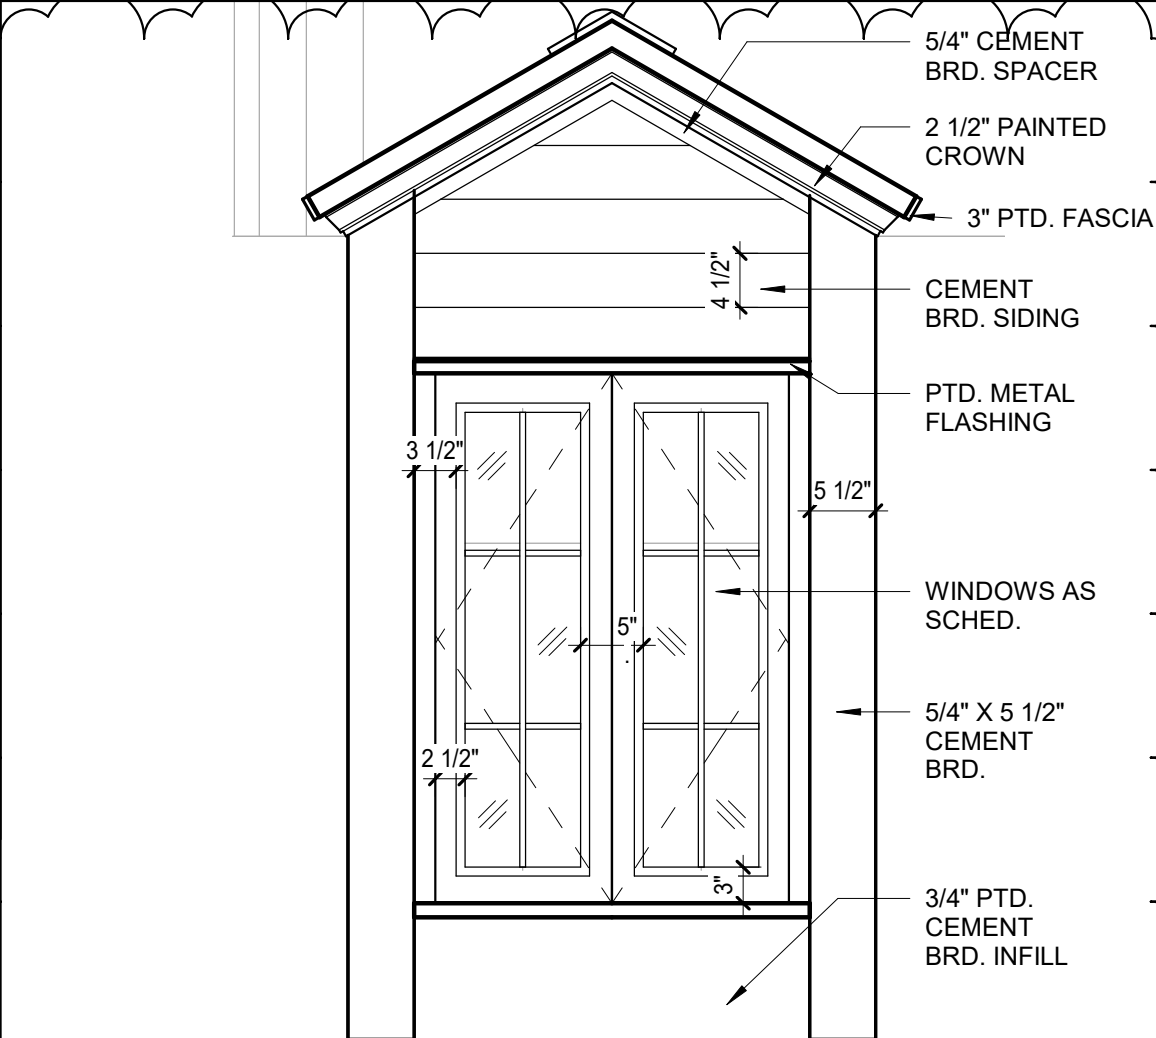 5/4" CEMENT
BRD. SPACER
2 1/2" PAINTED
CROWN
3" PTD. FASCIA
4 1/2"
CEMENT
BRD. SIDING
PTD. METAL
FLASHING
3 1/2"
5 1/2"
WINDOWS AS
SCHED.
5"
5/4" X 5 1/2"
CEMENT
BRD.
2 1/2"
3"
3/4" PTD.
CEMENT
BRD. INFILL